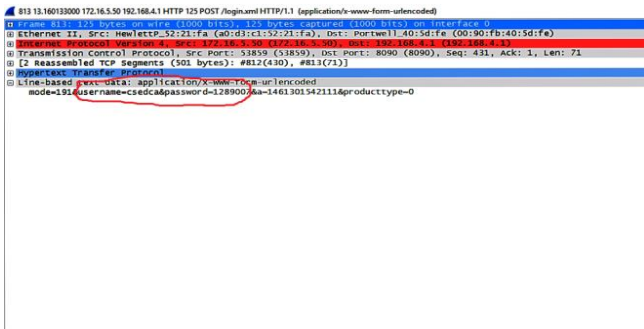 813 13.160133000 172.16.5.50 192.168.4.1 HTTP 125 POST /login.xml HTTP/1.1 (application/x-www-form-urlencoded)
Frame 813: 125 bytes on wire (1000 bits), 125 bytes captured (1000 bits) on interface 0
Ethernet II, Src: HewlettP_52:21:fa (a0:d3:c1:52:21:fa), Dst: Portwell_40:5d:fe (00:90:fb:40:5d:fe)
Internet Protocol Version 4, Src: 172.16.5.50 (172.16.5.50), Dst: 192.168.4.1 (192.168.4.1)
Transmission Control Protocol, Src Port: 53859 (53859), Dst Port: 8090 (8090), Seq: 431, Ack: 1, Len: 71
[2 Reassembled TCP Segments (501 bytes): #812(430), #813(71)]
Hypertext Transfer Protocol
Line-based text data: application/x-www-form-urlencoded
mode=191&username=csedca&password=1289007&a=1461301542111&producttype=0